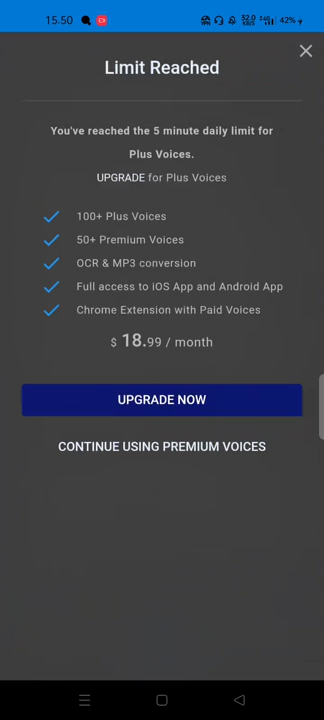 15.50 42%
Limit Reached
You've reached the 5 minute daily limit for
Plus Voices.
UPGRADE for Plus Voices
100+ Plus Voices
50+ Premium Voices
OCR & MP3 conversion
Full access to iOS App and Android App
Chrome Extension with Paid Voices
$ 18.99 / month
UPGRADE NOW
CONTINUE USING PREMIUM VOICES